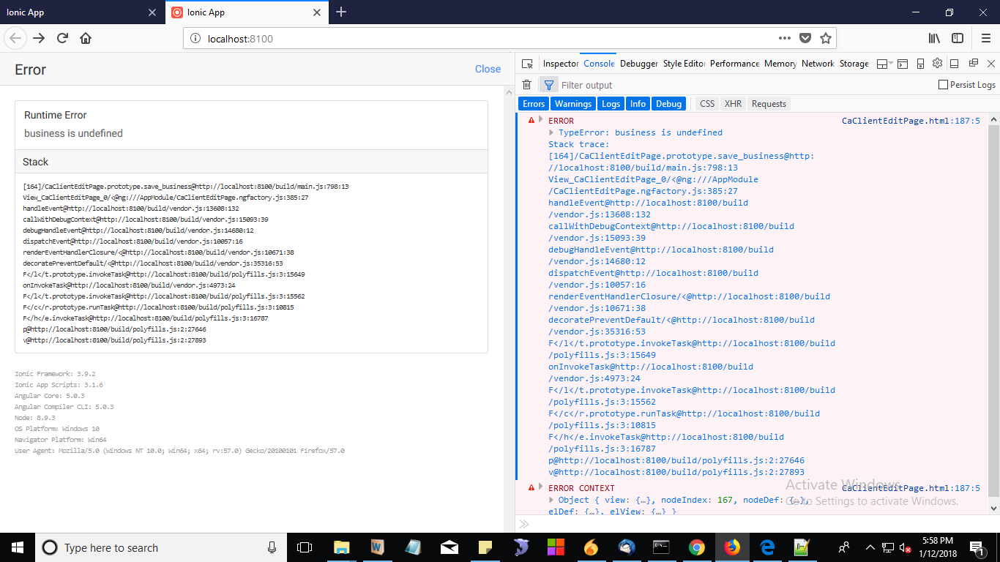 Ionic App
Ionic App
localhost:8100
Error
Close
Runtime Error
business is undefined
Stack
[164]/CaClientEditPage.prototype.save_business@http://localhost:8100/build/main.js:798:13
View_CaClientEditPage_0/<@ng:///AppModule/CaClientEditPage.ngfactory.js:385:27
handleEvent@http://localhost:8100/build/vendor.js:13608:132
callWithDebugContext@http://localhost:8100/build/vendor.js:15093:39
debugHandleEvent@http://localhost:8100/build/vendor.js:14680:12
dispatchEvent@http://localhost:8100/build/vendor.js:10057:16
renderEventHandlerClosure/<@http://localhost:8100/build/vendor.js:10671:38
decoratePreventDefault/<@http://localhost:8100/build/vendor.js:35316:53
F</l</t.prototype.invokeTask@http://localhost:8100/build/polyfills.js:3:15649
onInvokeTask@http://localhost:8100/build/vendor.js:4973:24
F</l</t.prototype.invokeTask@http://localhost:8100/build/polyfills.js:3:15562
F</c</r.prototype.runTask@http://localhost:8100/build/polyfills.js:3:10815
F</h</e.invokeTask@http://localhost:8100/build/polyfills.js:3:16787
p@http://localhost:8100/build/polyfills.js:2:27646
v@http://localhost:8100/build/polyfills.js:2:27893
Ionic Framework: 3.9.2
Ionic App Scripts: 3.1.6
Angular Core: 5.0.3
Angular Compiler CLI: 5.0.3
Node: 8.9.3
OS Platform: Windows 10
Navigator Platform: Win64
User Agent: Mozilla/5.0 (Windows NT 10.0; Win64; x64; rv:57.0) Gecko/20100101 Firefox/57.0
Inspector Console Debugger Style Editor Performance Memory Network Storage
Filter output
Persist Logs
Errors Warnings Logs Info Debug CSS XHR Requests
ERROR CaClientEditPage.html:187:5
TypeError: business is undefined
Stack trace:
[164]/CaClientEditPage.prototype.save_business@http:
//localhost:8100/build/main.js:798:13
View_CaClientEditPage_0/<@ng:///AppModule
/CaClientEditPage.ngfactory.js:385:27
handleEvent@http://localhost:8100/build
/vendor.js:13608:132
callWithDebugContext@http://localhost:8100/build
/vendor.js:15093:39
debugHandleEvent@http://localhost:8100/build
/vendor.js:14680:12
dispatchEvent@http://localhost:8100/build
/vendor.js:10057:16
renderEventHandlerClosure/<@http://localhost:8100/build
/vendor.js:10671:38
decoratePreventDefault/<@http://localhost:8100/build
/vendor.js:35316:53
F</l</t.prototype.invokeTask@http://localhost:8100/build
/polyfills.js:3:15649
onInvokeTask@http://localhost:8100/build
/vendor.js:4973:24
F</l</t.prototype.invokeTask@http://localhost:8100/build
/polyfills.js:3:15562
F</c</r.prototype.runTask@http://localhost:8100/build
/polyfills.js:3:10815
F</h</e.invokeTask@http://localhost:8100/build
/polyfills.js:3:16787
p@http://localhost:8100/build/polyfills.js:2:27646
v@http://localhost:8100/build/polyfills.js:2:27893
Activate Windows
Go to Settings to activate Windows.
ERROR CONTEXT CaClientEditPage.html:187:5
Object { view: {…}, nodeIndex: 167, nodeDef: {…},
elDef: {…}, elView: {…} }
Type here to search
5:58 PM
1/12/2018
1